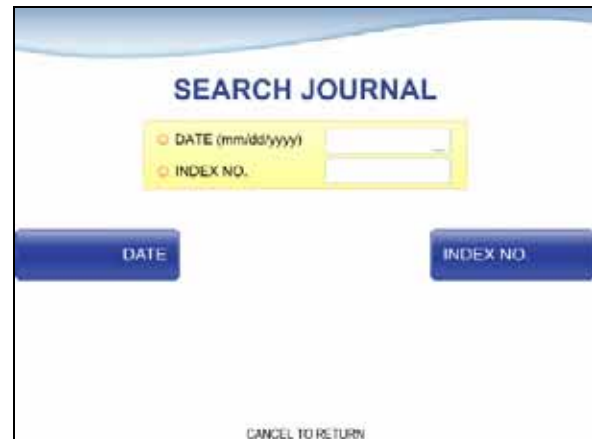 SEARCH JOURNAL
DATE (mm/dd/yyyy)
INDEX NO.
DATE
INDEX NO
CANCEL TO RETURN